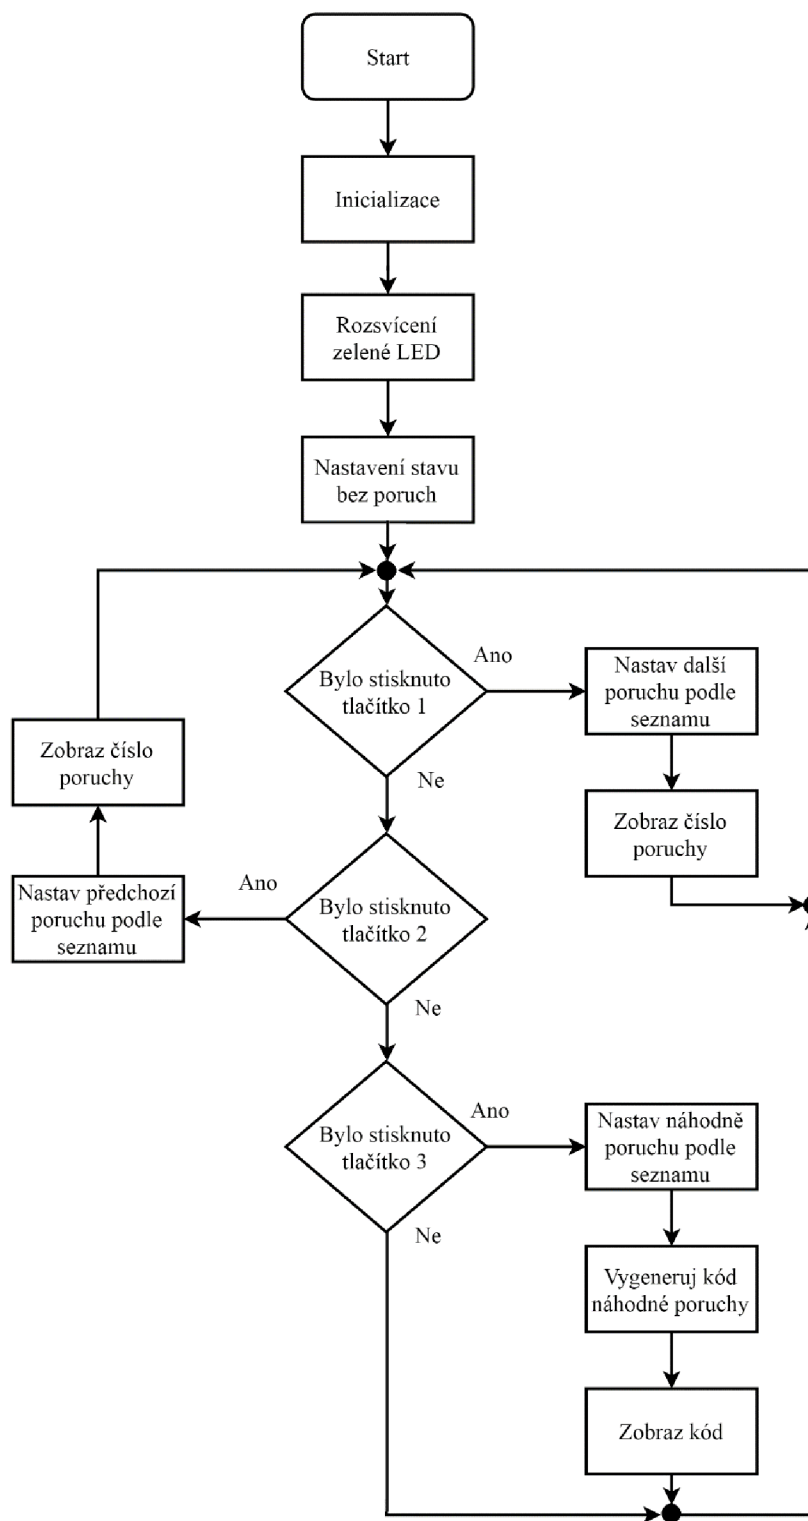 Start
Inicializace
Rozsvícení
zelené LED
Nastavení stavu
bez poruch
Bylo stisknuto
tlačítko 1
Ano
Nastav další
poruchu podle
seznamu
Zobraz číslo
poruchy
Ne
Bylo stisknuto
tlačítko 2
Ano
Nastav předchozí
poruchu podle
seznamu
Zobraz číslo
poruchy
Ne
Bylo stisknuto
tlačítko 3
Ano
Nastav náhodně
poruchu podle
seznamu
Vygeneruj kód
náhodné poruchy
Zobraz kód
Ne